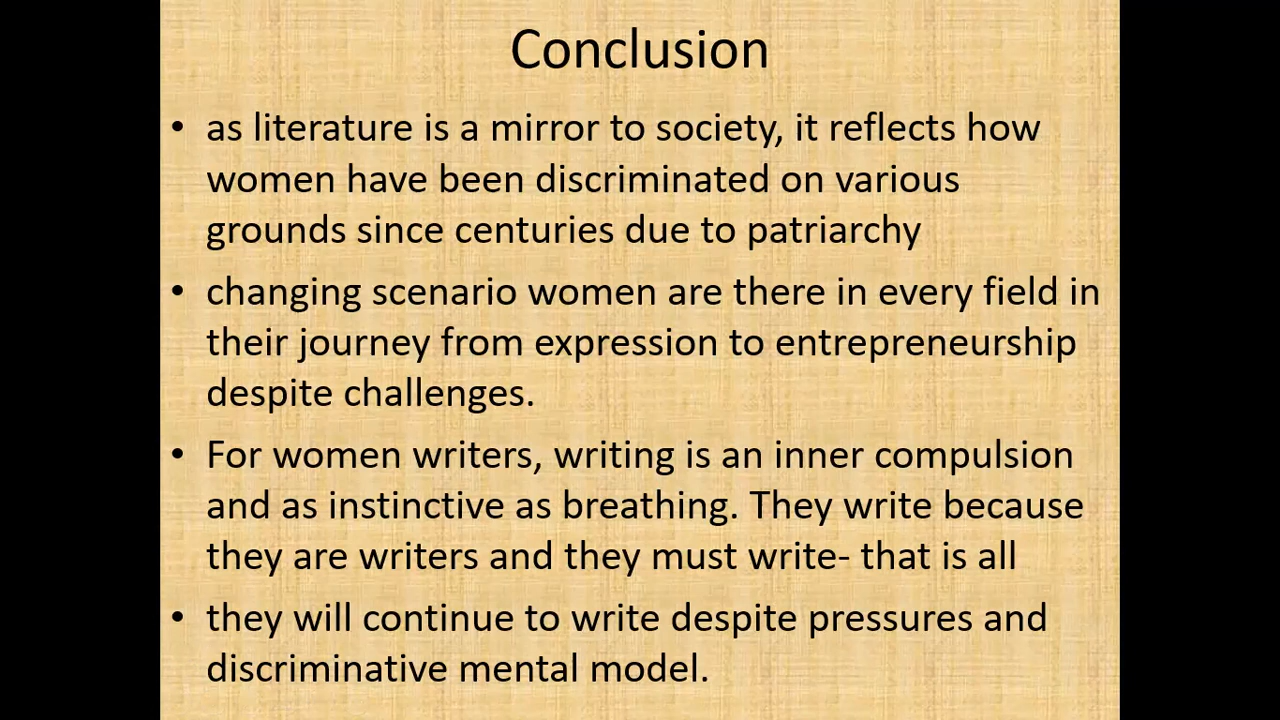 Conclusion
• as literature is a mirror to society, it reflects how
women have been discriminated on various
grounds since centuries due to patriarchy
• changing scenario women are there in every field in
their journey from expression to entrepreneurship
despite challenges.
• For women writers, writing is an inner compulsion
and as instinctive as breathing. They write because
they are writers and they must write- that is all
• they will continue to write despite pressures and
discriminative mental model.